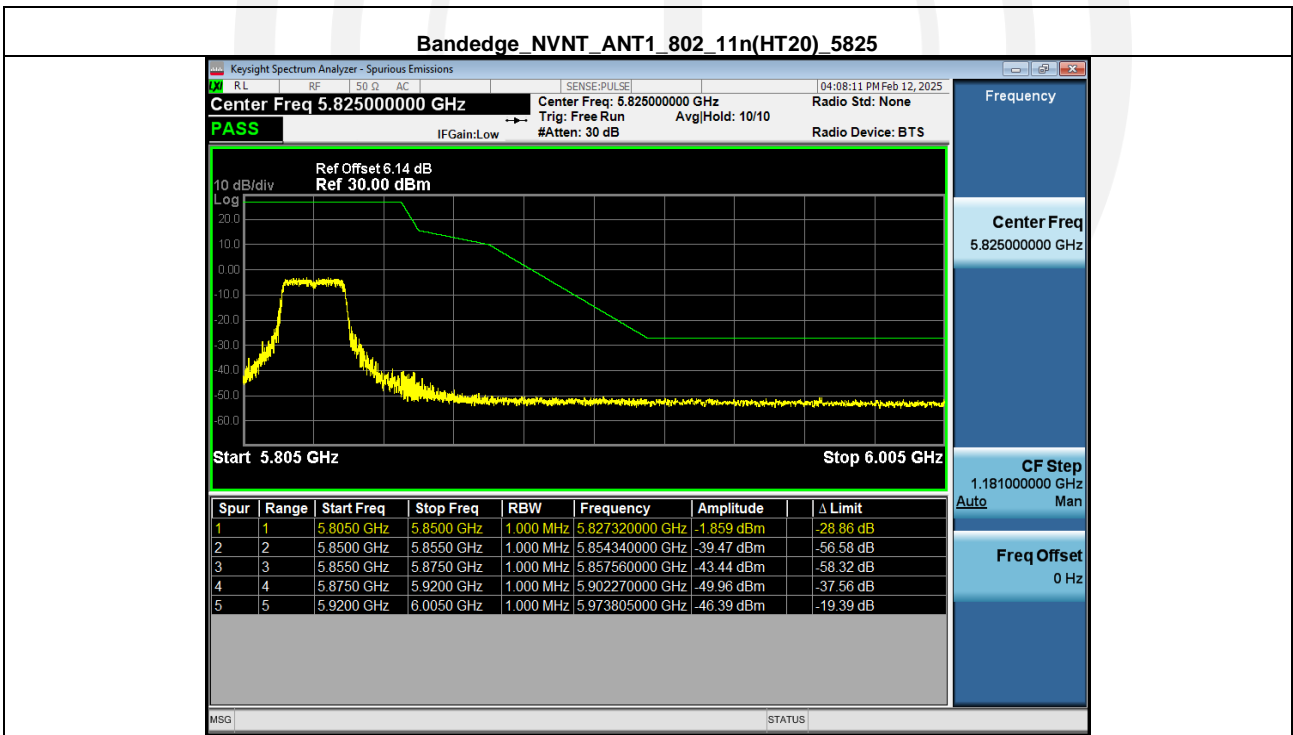 Bandedge_NVNT_ANT1_802_11n(HT20)_5825
Keysight Spectrum Analyzer - Spurious Emissions
LXI RL RF 50 Ω AC SENSE:PULSE 04:08:11 PM Feb 12, 2025
Center Freq 5.825000000 GHz Center Freq: 5.825000000 GHz Radio Std: None
Trig: Free Run Avg|Hold: 10/10
PASS IFGain:Low #Atten: 30 dB Radio Device: BTS
Frequency
Ref Offset 6.14 dB
10 dB/div Ref 30.00 dBm
Log
20.0
10.0
0.00
-10.0
-20.0
-30.0
-40.0
-50.0
-60.0
Start 5.805 GHz Stop 6.005 GHz
Center Freq
5.825000000 GHz
CF Step
1.181000000 GHz
Auto Man
Freq Offset
0 Hz
Spur Range Start Freq Stop Freq RBW Frequency Amplitude Δ Limit
1 1 5.8050 GHz 5.8500 GHz 1.000 MHz 5.827320000 GHz -1.859 dBm -28.86 dB
2 2 5.8500 GHz 5.8550 GHz 1.000 MHz 5.854340000 GHz -39.47 dBm -56.58 dB
3 3 5.8550 GHz 5.8750 GHz 1.000 MHz 5.857560000 GHz -43.44 dBm -58.32 dB
4 4 5.8750 GHz 5.9200 GHz 1.000 MHz 5.902270000 GHz -49.96 dBm -37.56 dB
5 5 5.9200 GHz 6.0050 GHz 1.000 MHz 5.973805000 GHz -46.39 dBm -19.39 dB
MSG STATUS